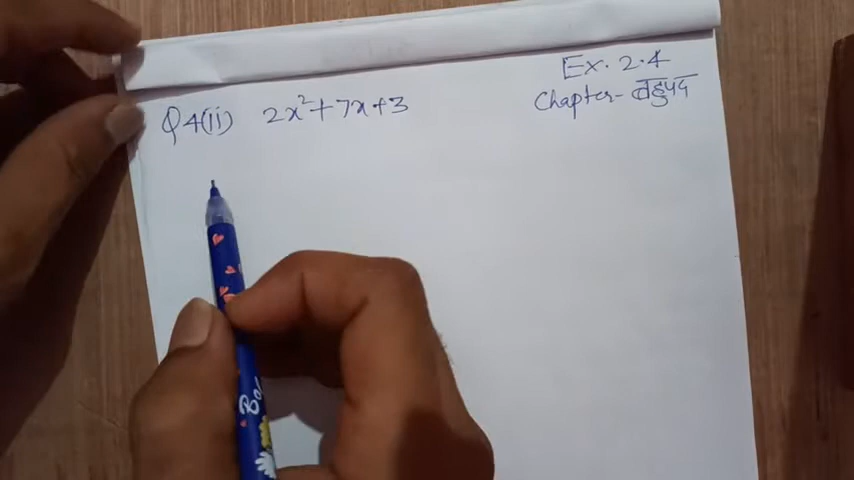 Ex. 2.4
Chapter- बहुपद
Q4(ii) 2x²+7x+3